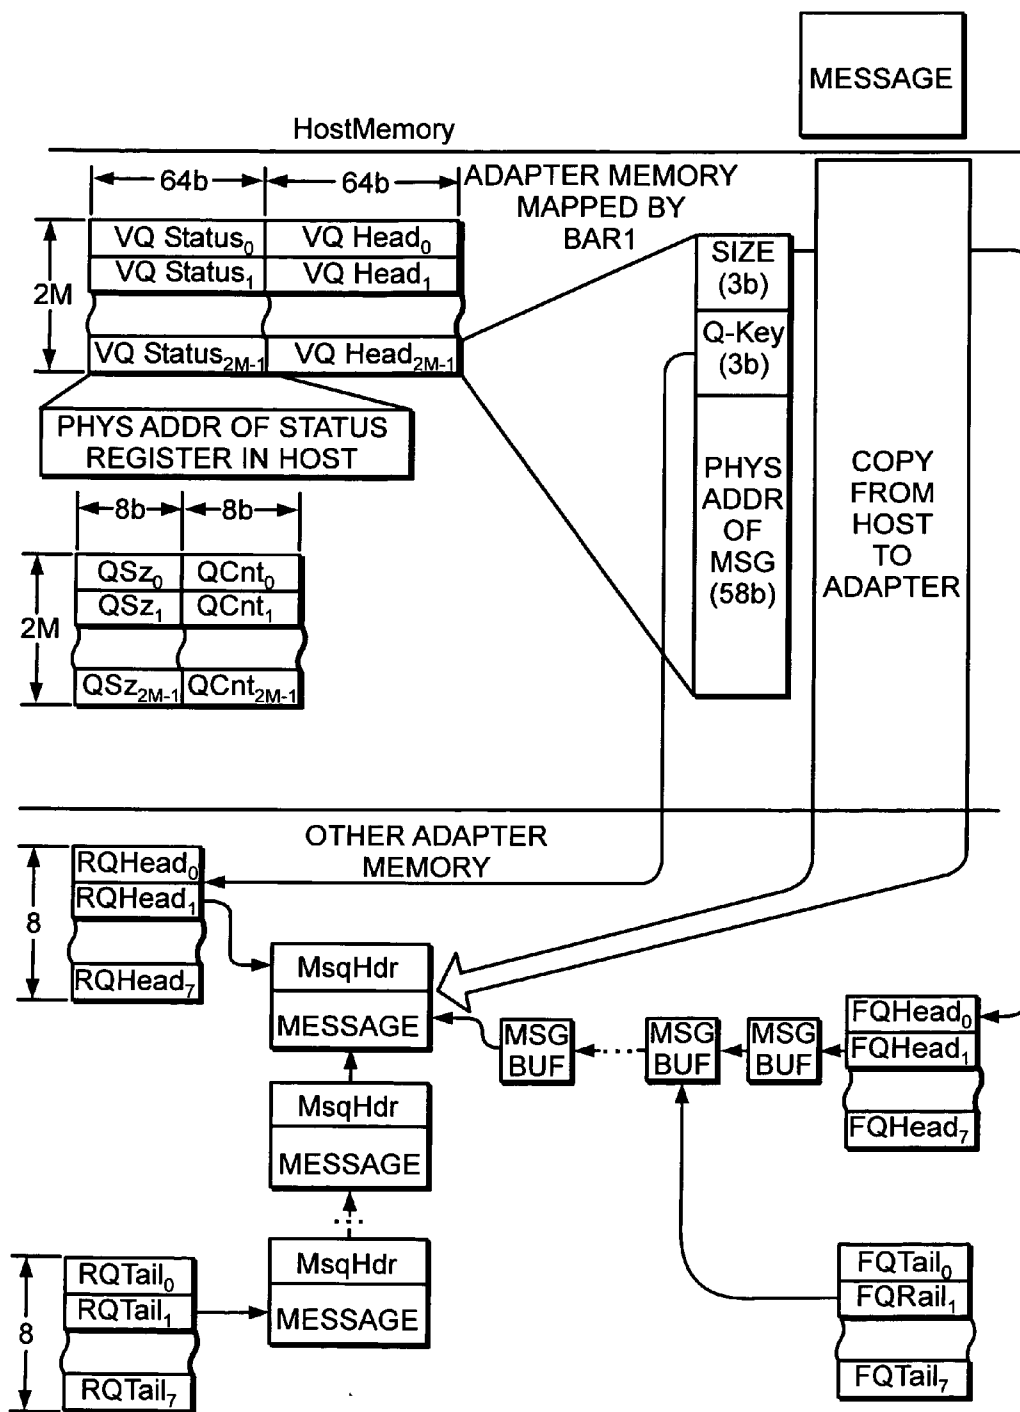 MESSAGE
HostMemory
64b 64b
ADAPTER MEMORY
MAPPED BY
BAR1
2M
VQ Status0 VQ Head0
VQ Status1 VQ Head1
VQ Status2M-1 VQ Head2M-1
PHYS ADDR OF STATUS
REGISTER IN HOST
SIZE
(3b)
Q-Key
(3b)
PHYS
ADDR
OF
MSG
(58b)
COPY
FROM
HOST
TO
ADAPTER
8b 8b
2M
QSz0 QCnt0
QSz1 QCnt1
QSz2M-1 QCnt2M-1
OTHER ADAPTER
MEMORY
8
RQHead0
RQHead1
RQHead7
MsqHdr
MESSAGE
MSG
BUF
MSG
BUF
MSG
BUF
FQHead0
FQHead1
FQHead7
MsqHdr
MESSAGE
MsqHdr
MESSAGE
8
RQTail0
RQTail1
RQTail7
FQTail0
FQRail1
FQTail7